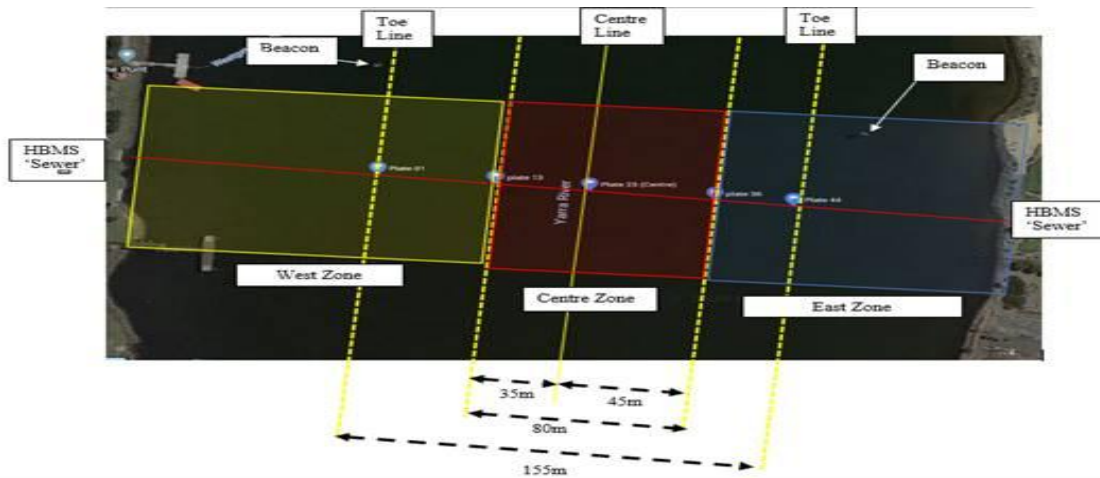 Toe
Line
Centre
Line
Toe
Line
Beacon
Beacon
HBMS
'Sewer'
Plate 01
plate 13
Plate 23 (Centre)
plate 36
Plate 44
Yarra River
HBMS
'Sewer'
West Zone
Centre Zone
East Zone
35m
45m
80m
155m